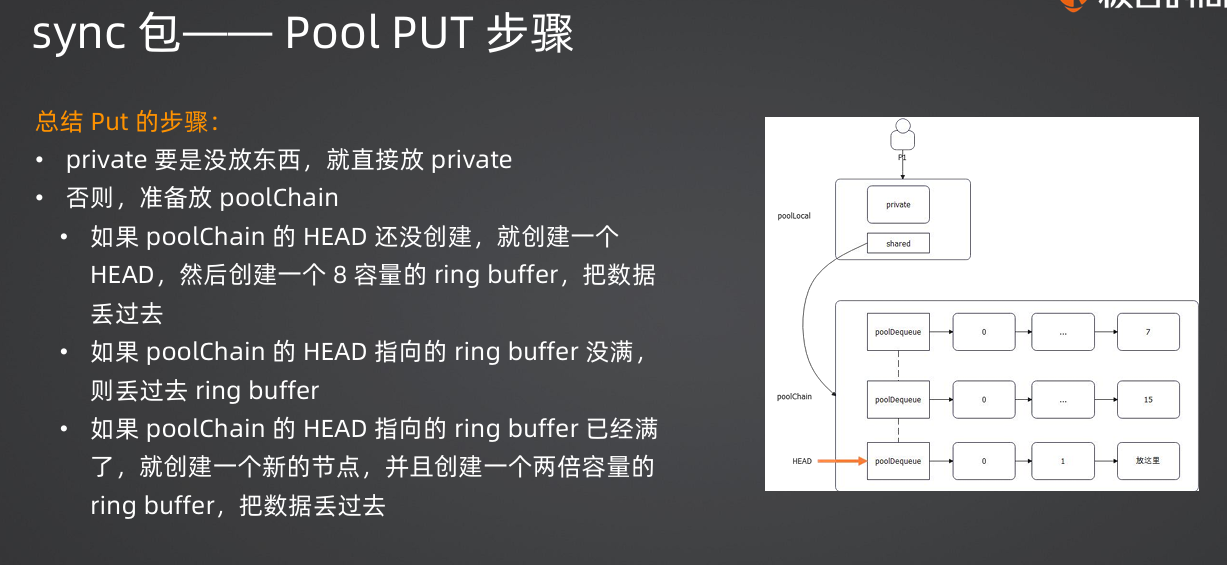 sync 包—— Pool PUT 步骤
总结 Put 的步骤：
• private 要是没放东西，就直接放 private
• 否则，准备放 poolChain
• 如果 poolChain 的 HEAD 还没创建，就创建一个
HEAD，然后创建一个 8 容量的 ring buffer，把数据
丢过去
• 如果 poolChain 的 HEAD 指向的 ring buffer 没满，
则丢过去 ring buffer
• 如果 poolChain 的 HEAD 指向的 ring buffer 已经满
了，就创建一个新的节点，并且创建一个两倍容量的
ring buffer，把数据丢过去
P1
poolLocal
private
shared
poolChain
poolDequeue 0 ... 7
poolDequeue 0 ... 15
HEAD poolDequeue 0 1 放这里